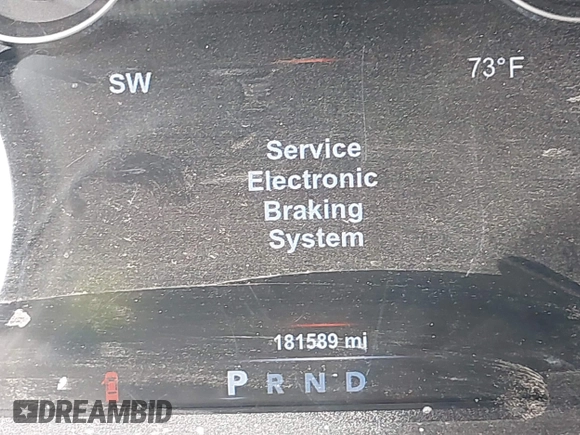 SW 73°F
Service
Electronic
Braking
System
181589 mi
P R N D
DREAMBID